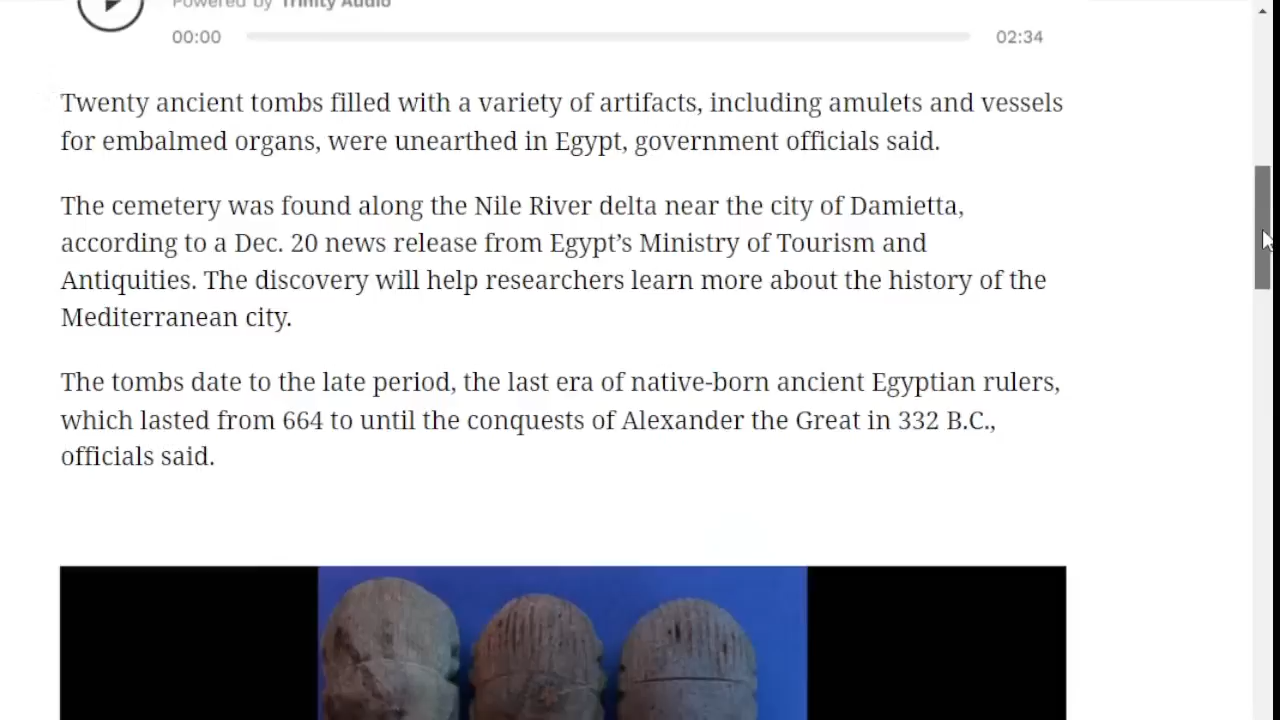 Powered by Trinity Audio
00:00
02:34
Twenty ancient tombs filled with a variety of artifacts, including amulets and vessels
for embalmed organs, were unearthed in Egypt, government officials said.
The cemetery was found along the Nile River delta near the city of Damietta,
according to a Dec. 20 news release from Egypt’s Ministry of Tourism and
Antiquities. The discovery will help researchers learn more about the history of the
Mediterranean city.
The tombs date to the late period, the last era of native-born ancient Egyptian rulers,
which lasted from 664 to until the conquests of Alexander the Great in 332 B.C.,
officials said.